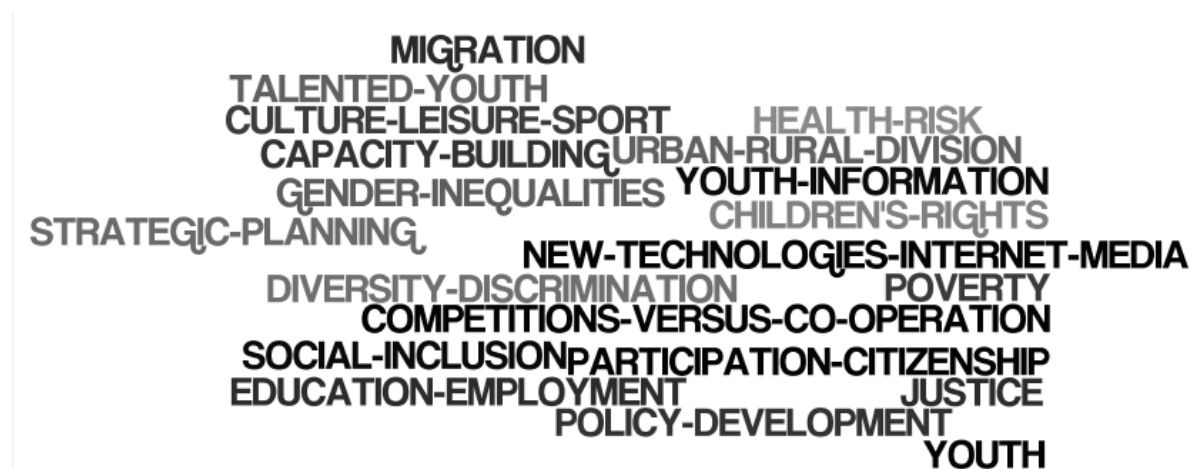 MIGRATION
TALENTED-YOUTH
CULTURE-LEISURE-SPORT HEALTH-RISK
CAPACITY-BUILDING URBAN-RURAL-DIVISION
GENDER-INEQUALITIES YOUTH-INFORMATION
STRATEGIC-PLANNING CHILDREN'S-RIGHTS
NEW-TECHNOLOGIES-INTERNET-MEDIA
DIVERSITY-DISCRIMINATION POVERTY
COMPETITIONS-VERSUS-CO-OPERATION
SOCIAL-INCLUSION PARTICIPATION-CITIZENSHIP
EDUCATION-EMPLOYMENT JUSTICE
POLICY-DEVELOPMENT
YOUTH